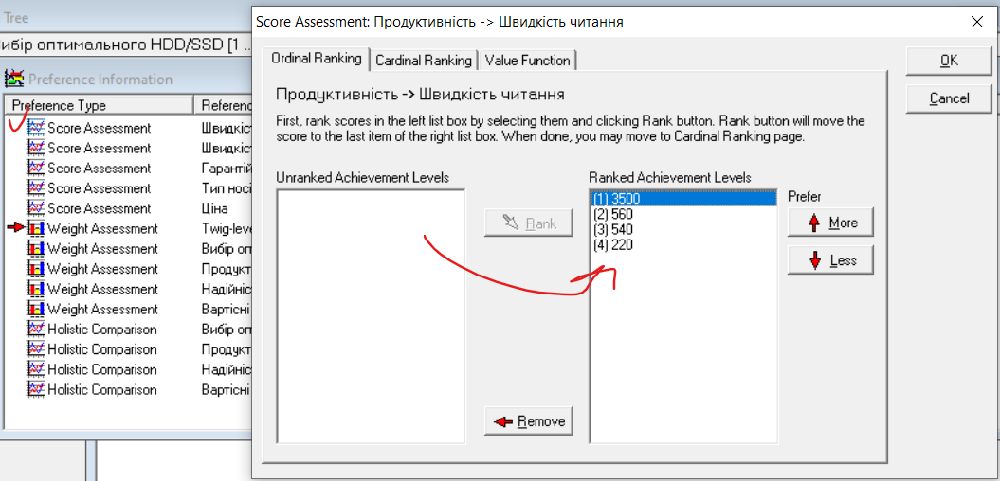 Tree
ибір оптимального HDD/SSD [1 ..
Preference Information
Preference Type Referenc
Score Assessment Швидкіст
Score Assessment Швидкіст
Score Assessment Гарантій
Score Assessment Тип носі
Score Assessment Ціна
Weight Assessment Twig-leve
Weight Assessment Вибір оп
Weight Assessment Продукт
Weight Assessment Надійніс
Weight Assessment Вартісні
Holistic Comparison Вибір оп
Holistic Comparison Продукт
Holistic Comparison Надійніс
Holistic Comparison Вартісні
Score Assessment: Продуктивність -> Швидкість читання
Ordinal Ranking Cardinal Ranking Value Function
OK
Cancel
Продуктивність -> Швидкість читання
First, rank scores in the left list box by selecting them and clicking Rank button. Rank button will move the
score to the last item of the right list box. When done, you may move to Cardinal Ranking page.
Unranked Achievement Levels
Rank
Remove
Ranked Achievement Levels
(1) 3500
(2) 560
(3) 540
(4) 220
Prefer
More
Less